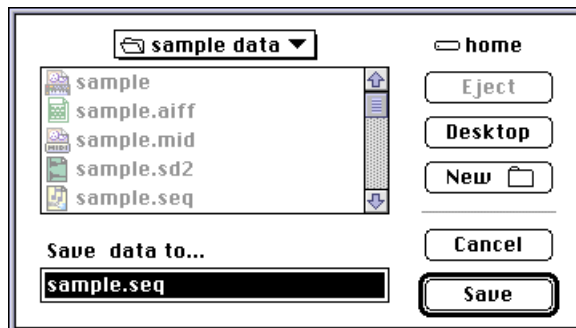 sample data
home
sample
sample.aiff
sample.mid
sample.sd2
sample.seq
Eject
Desktop
New
Save data to...
sample.seq
Cancel
Save